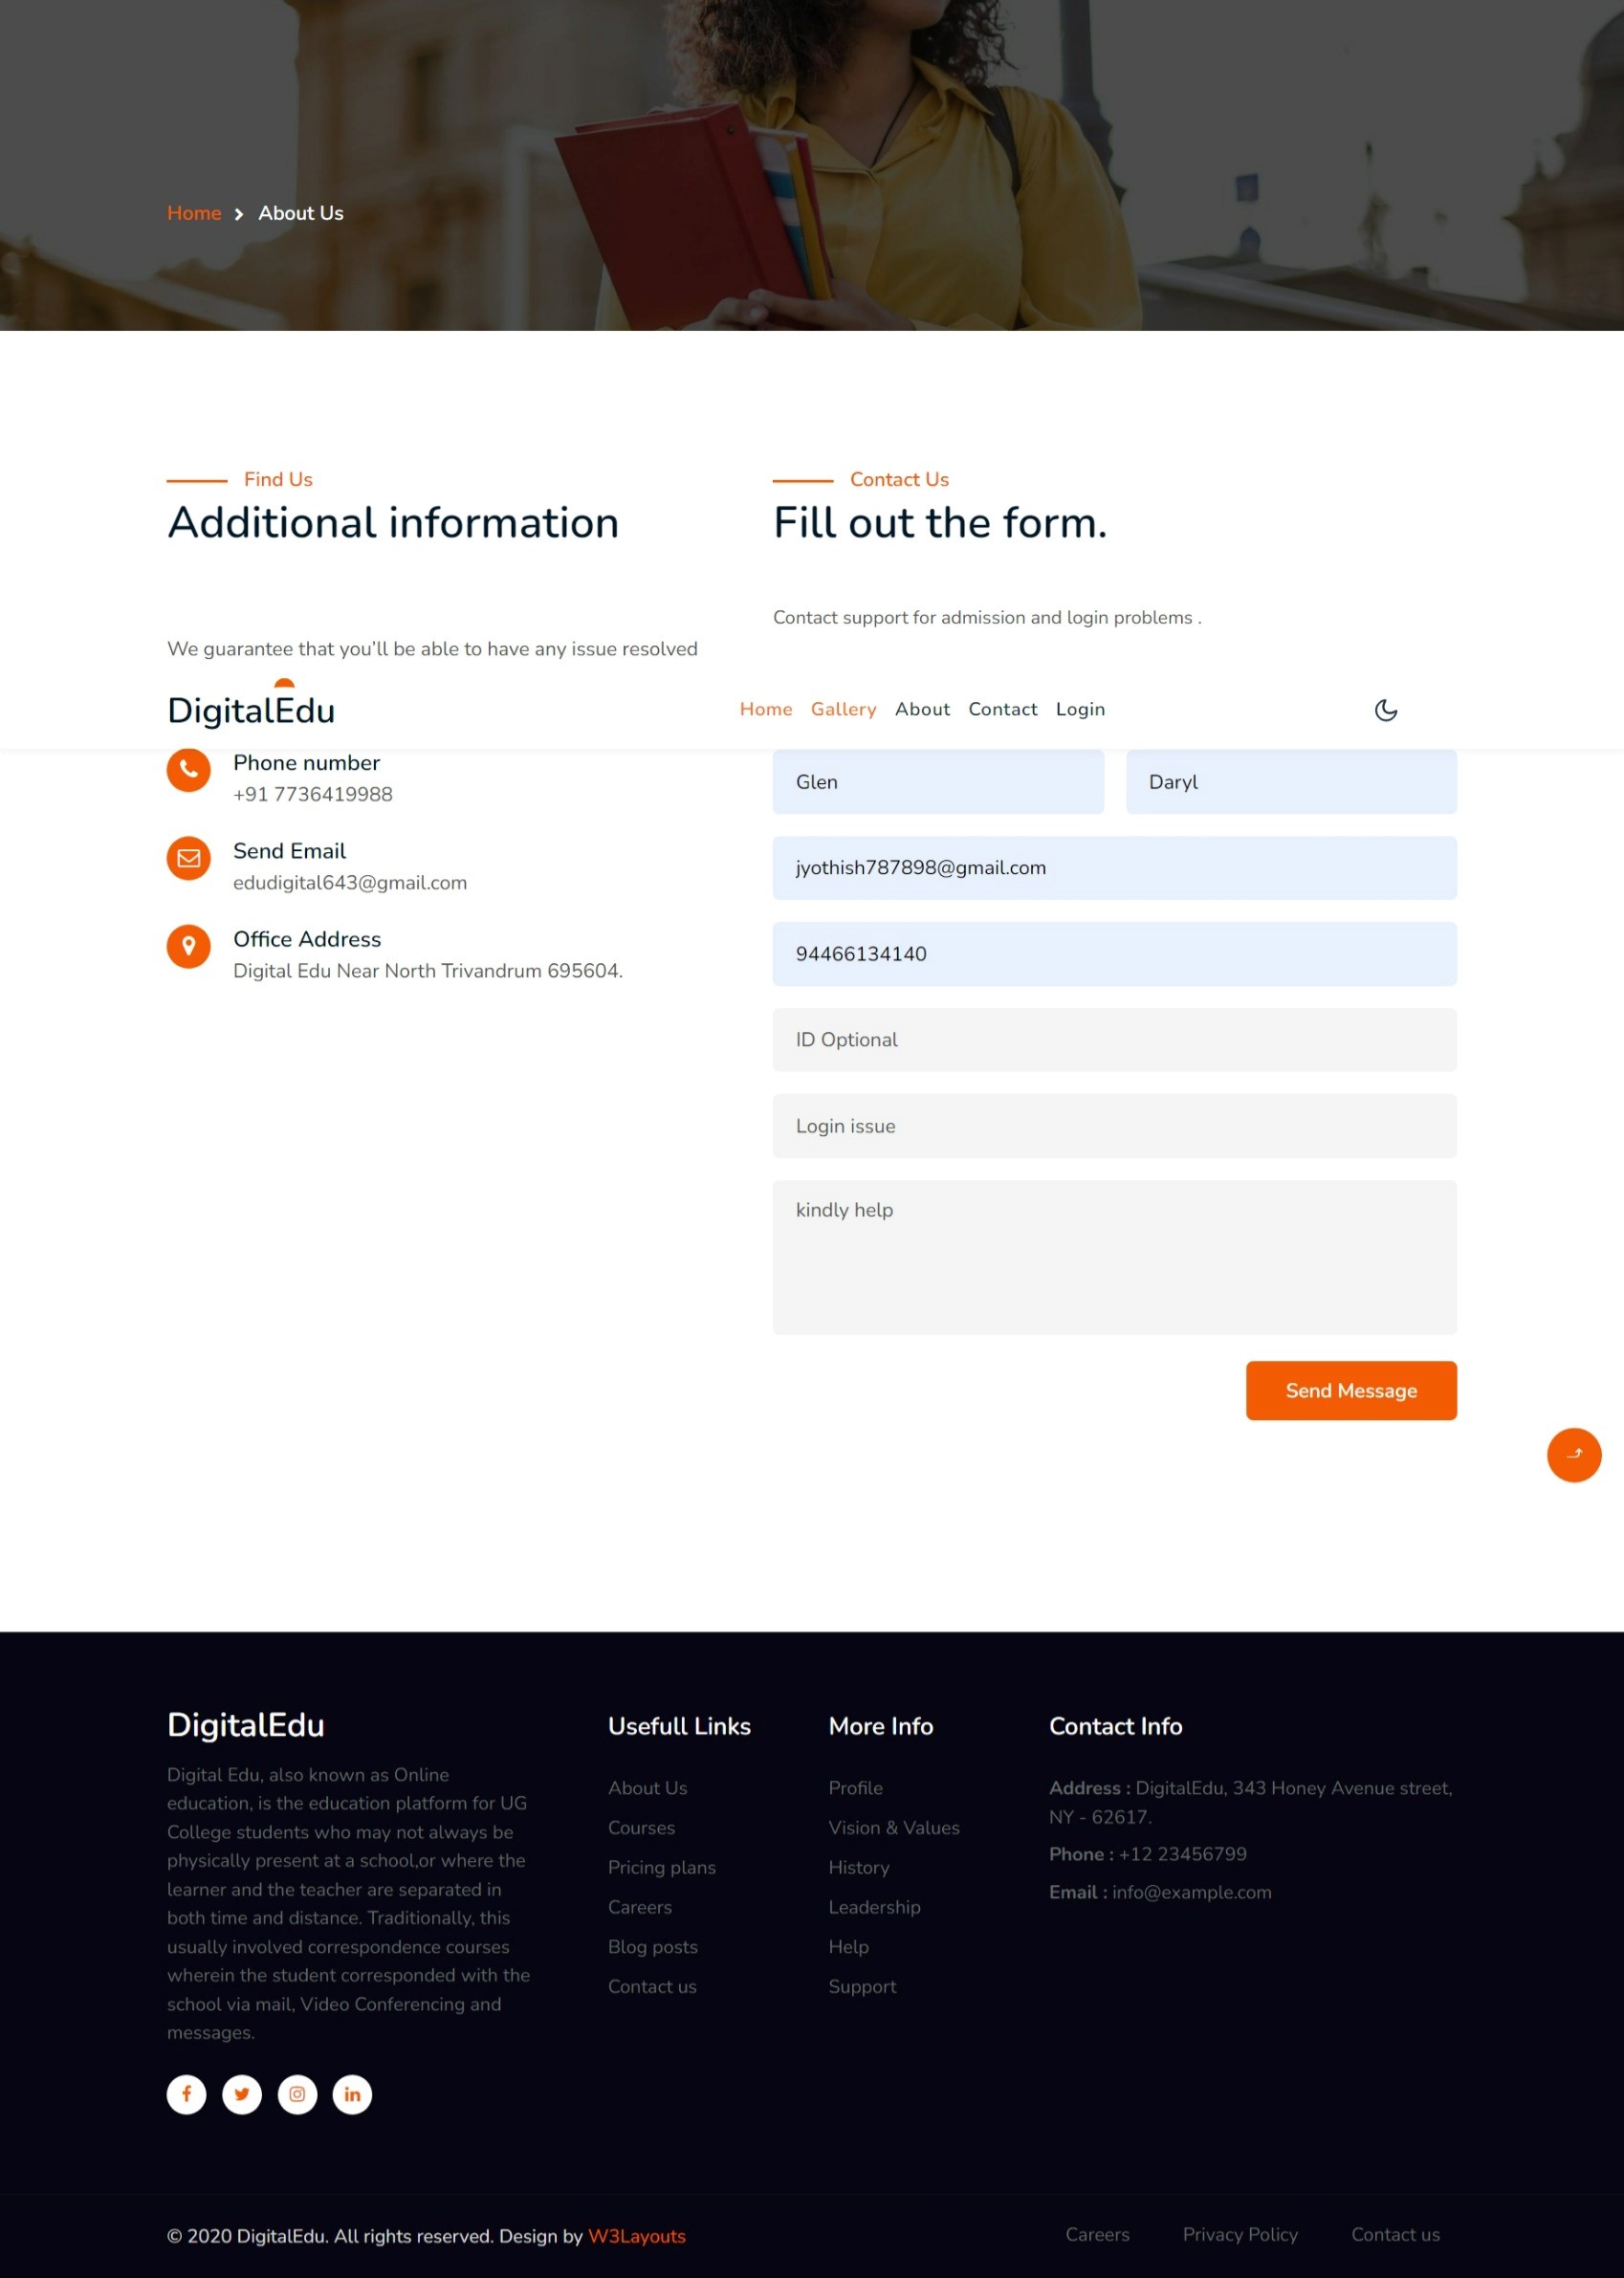 Home > About Us
Find Us
Additional information
We guarantee that you'll be able to have any issue resolved
Contact Us
Fill out the form.
Contact support for admission and login problems .
DigitalEdu
Home Gallery About Contact Login
Phone number
+91 7736419988
Send Email
edudigital643@gmail.com
Office Address
Digital Edu Near North Trivandrum 695604.
Glen
Daryl
jyothish787898@gmail.com
94466134140
ID Optional
Login issue
kindly help
Send Message
DigitalEdu
Digital Edu, also known as Online
education, is the education platform for UG
College students who may not always be
physically present at a school,or where the
learner and the teacher are separated in
both time and distance. Traditionally, this
usually involved correspondence courses
wherein the student corresponded with the
school via mail, Video Conferencing and
messages.
Usefull Links
About Us
Courses
Pricing plans
Careers
Blog posts
Contact us
More Info
Profile
Vision & Values
History
Leadership
Help
Support
Contact Info
Address : DigitalEdu, 343 Honey Avenue street,
NY - 62617.
Phone : +12 23456799
Email : info@example.com
© 2020 DigitalEdu. All rights reserved. Design by W3Layouts
Careers Privacy Policy Contact us